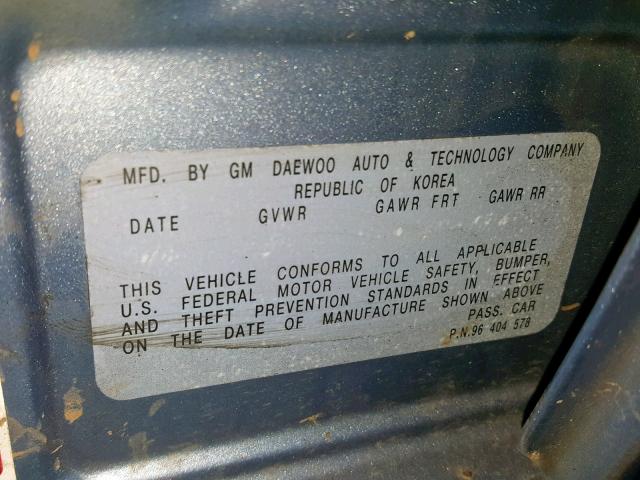 MFD. BY GM DAEWOO AUTO & TECHNOLOGY COMPANY
REPUBLIC OF KOREA
DATE GVWR GAWR FRT GAWR RR
THIS VEHICLE CONFORMS TO ALL APPLICABLE
U.S. FEDERAL MOTOR VEHICLE SAFETY, BUMPER,
AND THEFT PREVENTION STANDARDS IN EFFECT
ON THE DATE OF MANUFACTURE SHOWN ABOVE
PASS. CAR
P.N.96 404 578